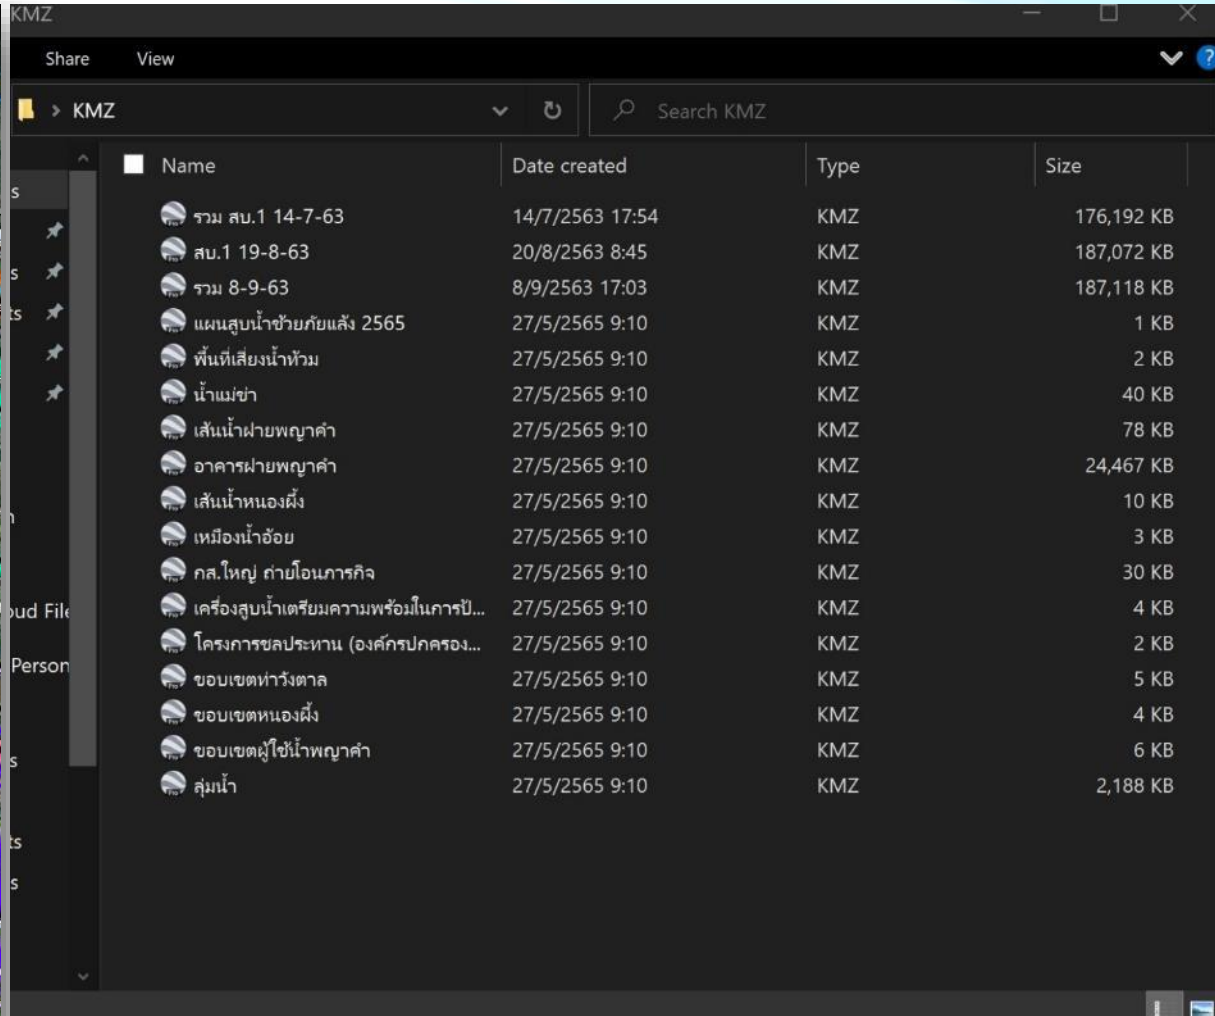 KMZ
Share View
KMZ Search KMZ
Name Date created Type Size
รวม สบ.1 14-7-63 14/7/2563 17:54 KMZ 176,192 KB
สบ.1 19-8-63 20/8/2563 8:45 KMZ 187,072 KB
รวม 8-9-63 8/9/2563 17:03 KMZ 187,118 KB
แผนสูบน้ำช่วยภัยแล้ง 2565 27/5/2565 9:10 KMZ 1 KB
พื้นที่เสี่ยงน้ำท้วม 27/5/2565 9:10 KMZ 2 KB
น้ำแม่ข่า 27/5/2565 9:10 KMZ 40 KB
เส้นน้ำฝายพญาคำ 27/5/2565 9:10 KMZ 78 KB
อาคารฝายพญาคำ 27/5/2565 9:10 KMZ 24,467 KB
เส้นน้ำหนองผึ้ง 27/5/2565 9:10 KMZ 10 KB
เหมืองน้ำอ้อย 27/5/2565 9:10 KMZ 3 KB
กส.ใหญ่ ถ่ายโอนภารกิจ 27/5/2565 9:10 KMZ 30 KB
เครื่องสูบน้ำเตรียมความพร้อมในการป้... 27/5/2565 9:10 KMZ 4 KB
โครงการชลประทาน (องค์กรปกครอง... 27/5/2565 9:10 KMZ 2 KB
ขอบเขตท่าวังตาล 27/5/2565 9:10 KMZ 5 KB
ขอบเขตหนองผึ้ง 27/5/2565 9:10 KMZ 4 KB
ขอบเขตผู้ใช้น้ำพญาคำ 27/5/2565 9:10 KMZ 6 KB
ลุ่มน้ำ 27/5/2565 9:10 KMZ 2,188 KB
Person